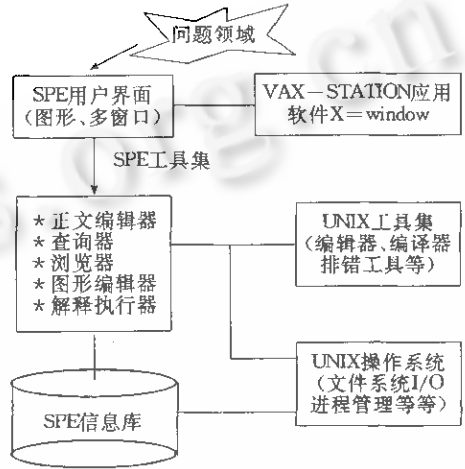 问题领域
SPE用户界面
(图形、多窗口)
VAX-STATION应用
软件X=window
SPE工具集
* 正文编辑器
* 查询器
* 浏览器
* 图形编辑器
* 解释执行器
UNIX工具集
(编辑器、编译器
排错工具等)
UNIX操作系统
(文件系统I/O
进程管理等等)
SPE信息库